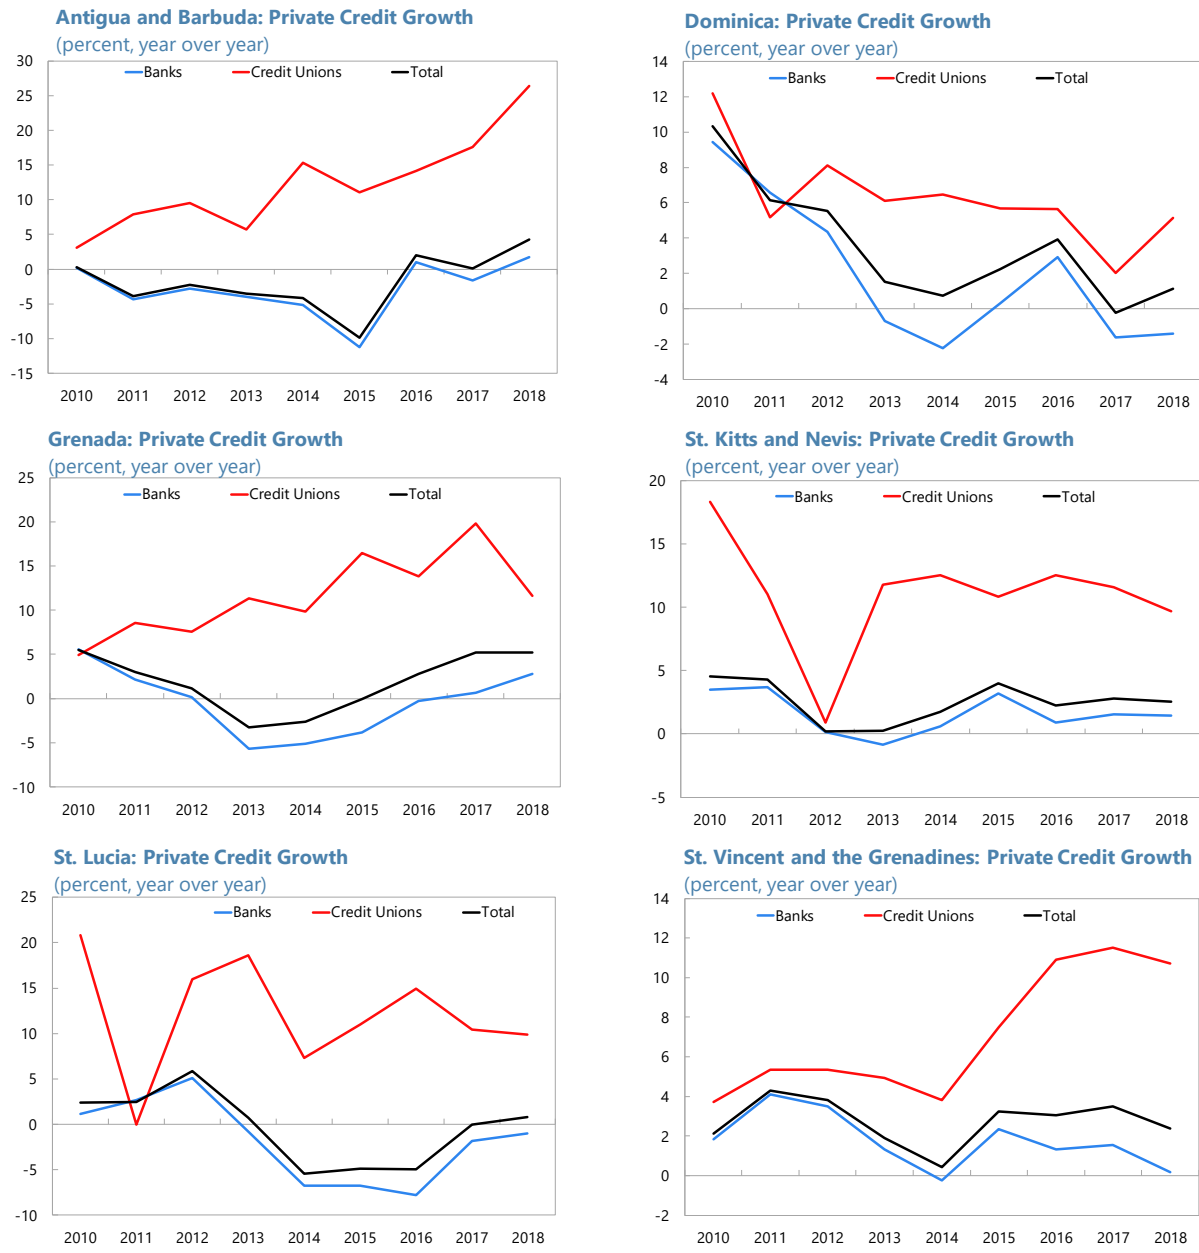 Antigua and Barbuda: Private Credit Growth
(percent, year over year)
Banks Credit Unions Total
30
25
20
15
10
5
0
-5
-10
-15
2010 2011 2012 2013 2014 2015 2016 2017 2018
Dominica: Private Credit Growth
(percent, year over year)
Banks Credit Unions Total
14
12
10
8
6
4
2
0
-2
-4
2010 2011 2012 2013 2014 2015 2016 2017 2018
Grenada: Private Credit Growth
(percent, year over year)
Banks Credit Unions Total
25
20
15
10
5
0
-5
-10
2010 2011 2012 2013 2014 2015 2016 2017 2018
St. Kitts and Nevis: Private Credit Growth
(percent, year over year)
Banks Credit Unions Total
20
15
10
5
0
-5
2010 2011 2012 2013 2014 2015 2016 2017 2018
St. Lucia: Private Credit Growth
(percent, year over year)
Banks Credit Unions Total
25
20
15
10
5
0
-5
-10
2010 2011 2012 2013 2014 2015 2016 2017 2018
St. Vincent and the Grenadines: Private Credit Growth
(percent, year over year)
Banks Credit Unions Total
14
12
10
8
6
4
2
0
-2
2010 2011 2012 2013 2014 2015 2016 2017 2018